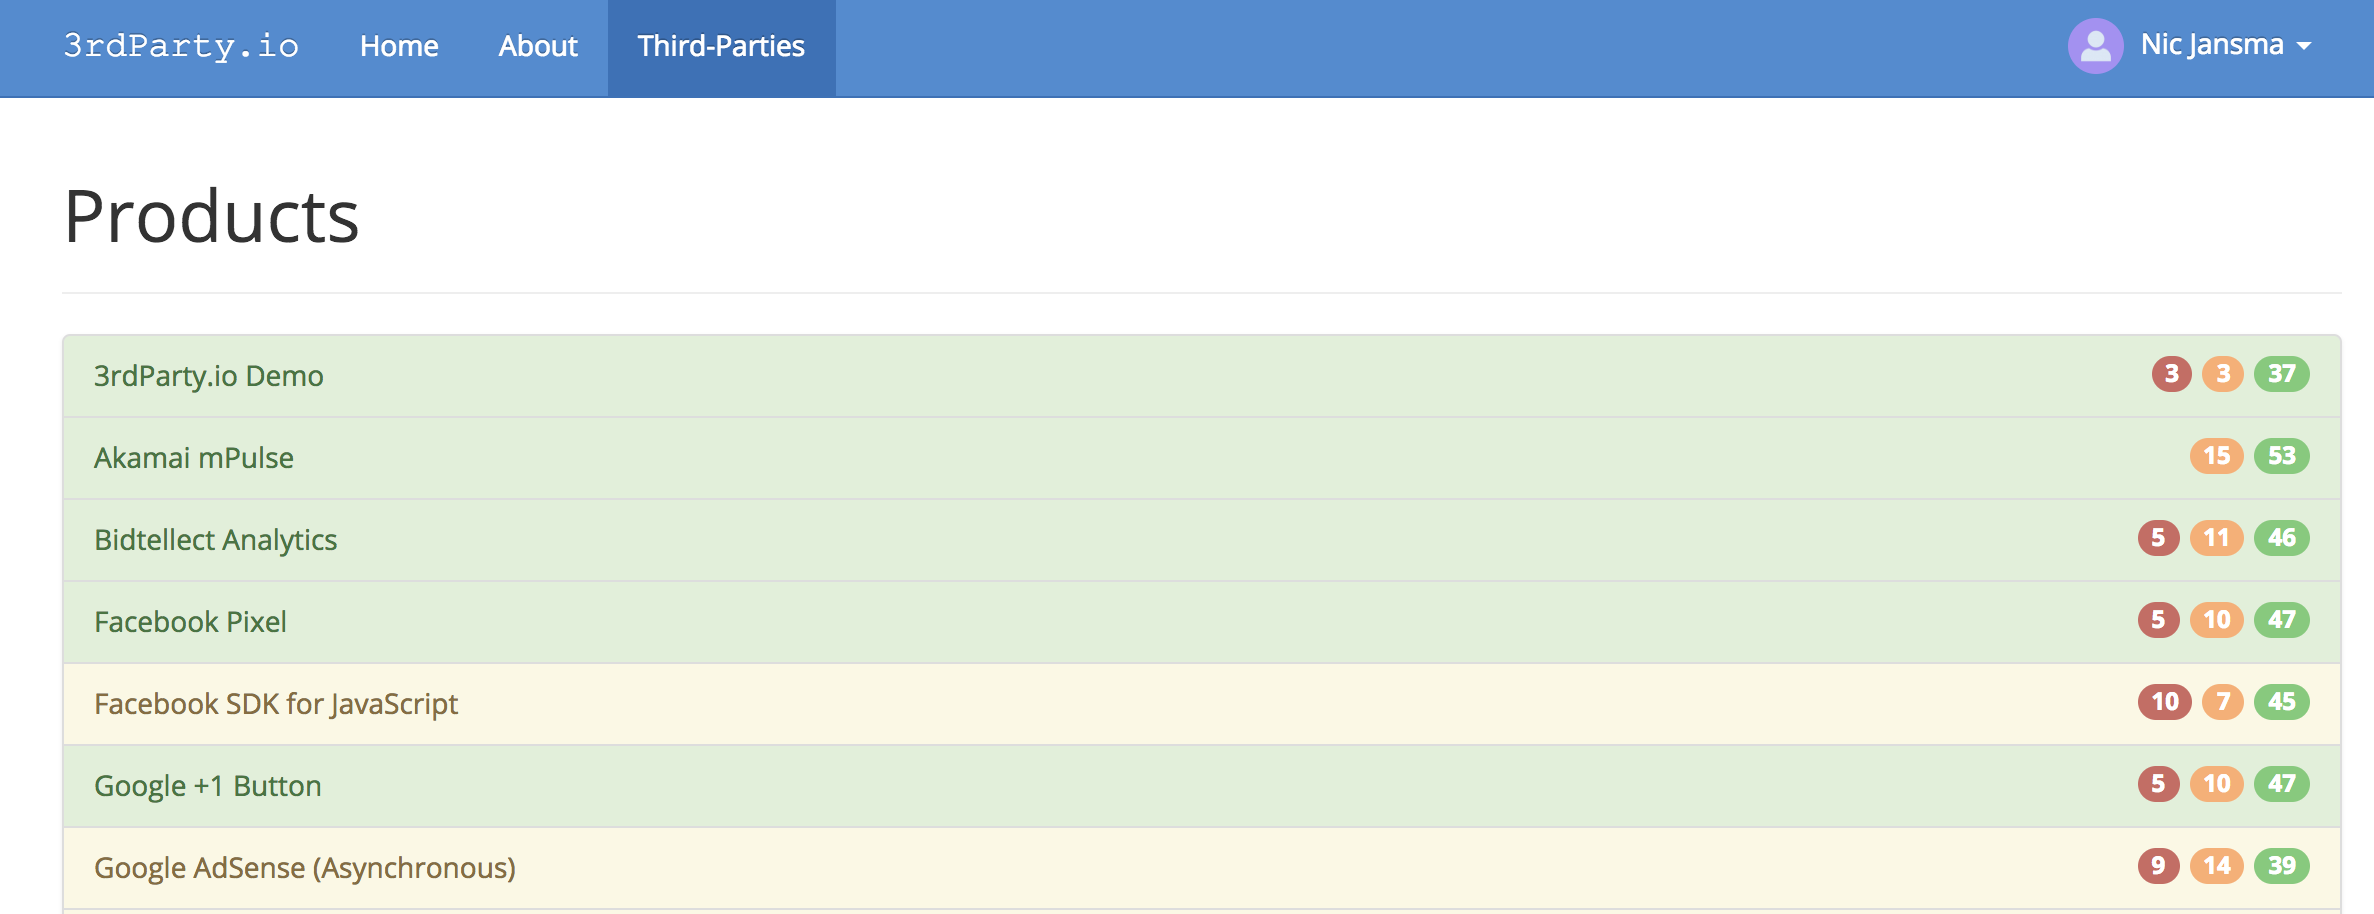 3rdParty.io Home About Third-Parties Nic Jansma
Products
3rdParty.io Demo 3 3 37
Akamai mPulse 15 53
Bidtellect Analytics 5 11 46
Facebook Pixel 5 10 47
Facebook SDK for JavaScript 10 7 45
Google +1 Button 5 10 47
Google AdSense (Asynchronous) 9 14 39